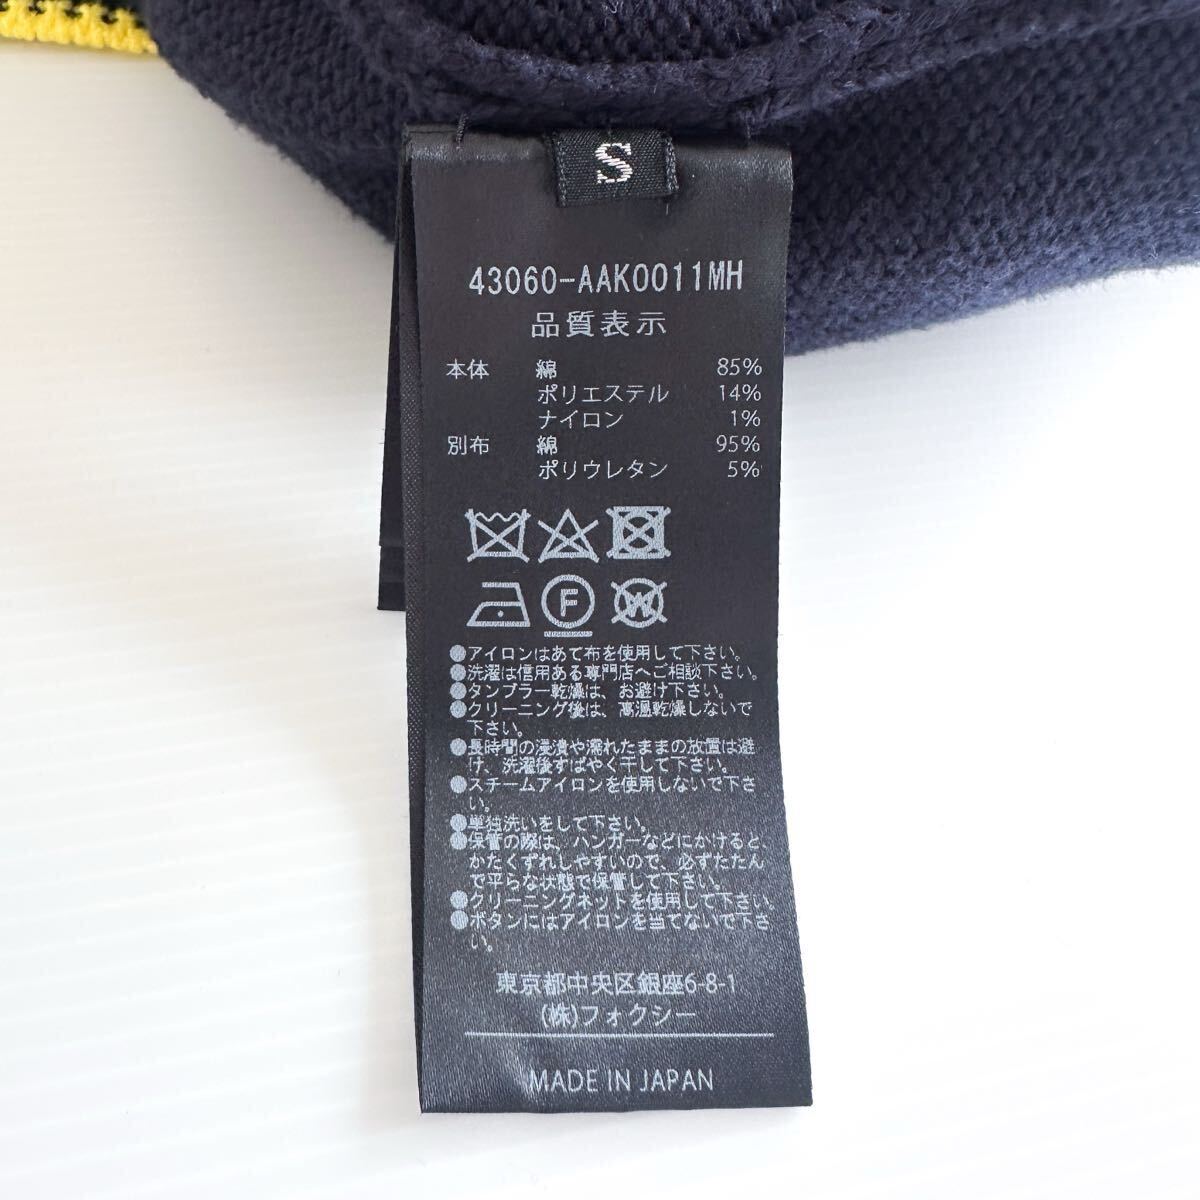 S
43060-AAK0011MH
品質表示
本体 綿 85%
ポリエステル 14%
ナイロン 1%
別布 綿 95%
ポリウレタン 5%
F
W
●アイロンはあて布を使用して下さい。
●洗濯は信用ある専門店へご相談下さい。
●タンブラー乾燥は、お避け下さい。
●クリーニング後は、高温乾燥しないで
下さい。
●長時間の浸漬や濡れたままの放置は避
け、洗濯後すばやく干して下さい。
●スチームアイロンを使用しないで下さ
い。
●単独洗いをして下さい。
●保管の際は、ハンガーなどにかけると
かたくずれしやすいので、必ずたたん
で平らな状態で保管して下さい。
●クリーニングネットを使用して下さい。
●ボタンにはアイロンを当てないで下さ
い。
東京都中央区銀座6-8-1
(株)フォクシー
MADE IN JAPAN